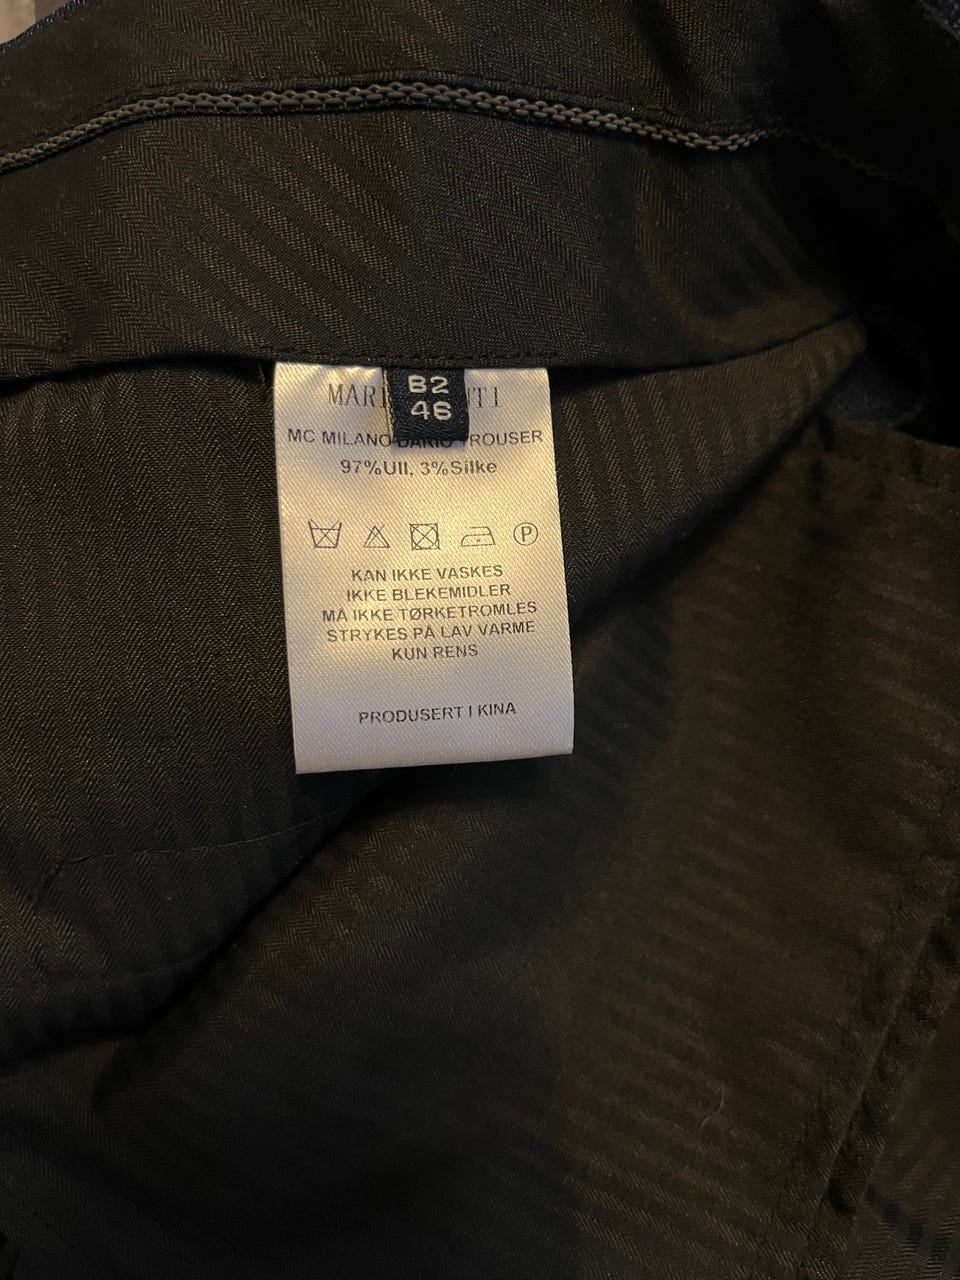 B2
46
MC MILANO DARIO TROUSER
97%Ull, 3%Silke
P
KAN IKKE VASKES
IKKE BLEKEMIDLER
MÅ IKKE TØRKETROMLES
STRYKES PÅ LAV VARME
KUN RENS
PRODUSERT I KINA